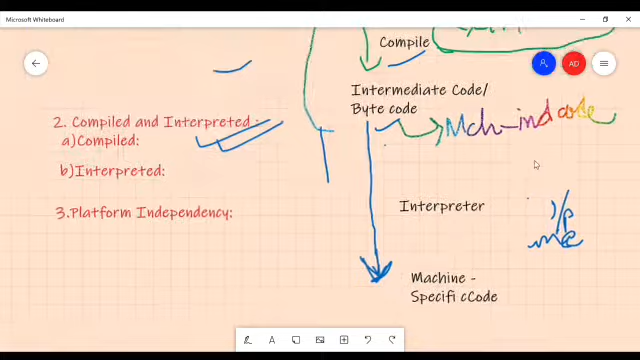 Microsoft Whiteboard
Compile
AD
Intermediate Code/
Byte code
Mch-ind code
2. Compiled and Interpreted.
a)Compiled:
b)Interpreted:
Interpreter
3.Platform Independency:
Machine -
Specifi cCode
A